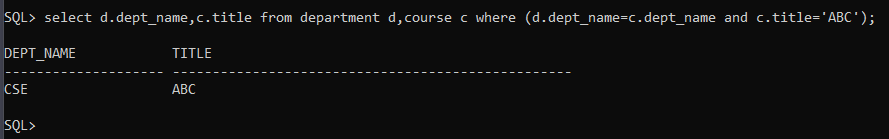 SQL> select d.dept_name,c.title from department d,course c where (d.dept_name=c.dept_name and c.title='ABC');
DEPT_NAME            TITLE
-------------------- --------------------------------------------------
CSE                  ABC
SQL>